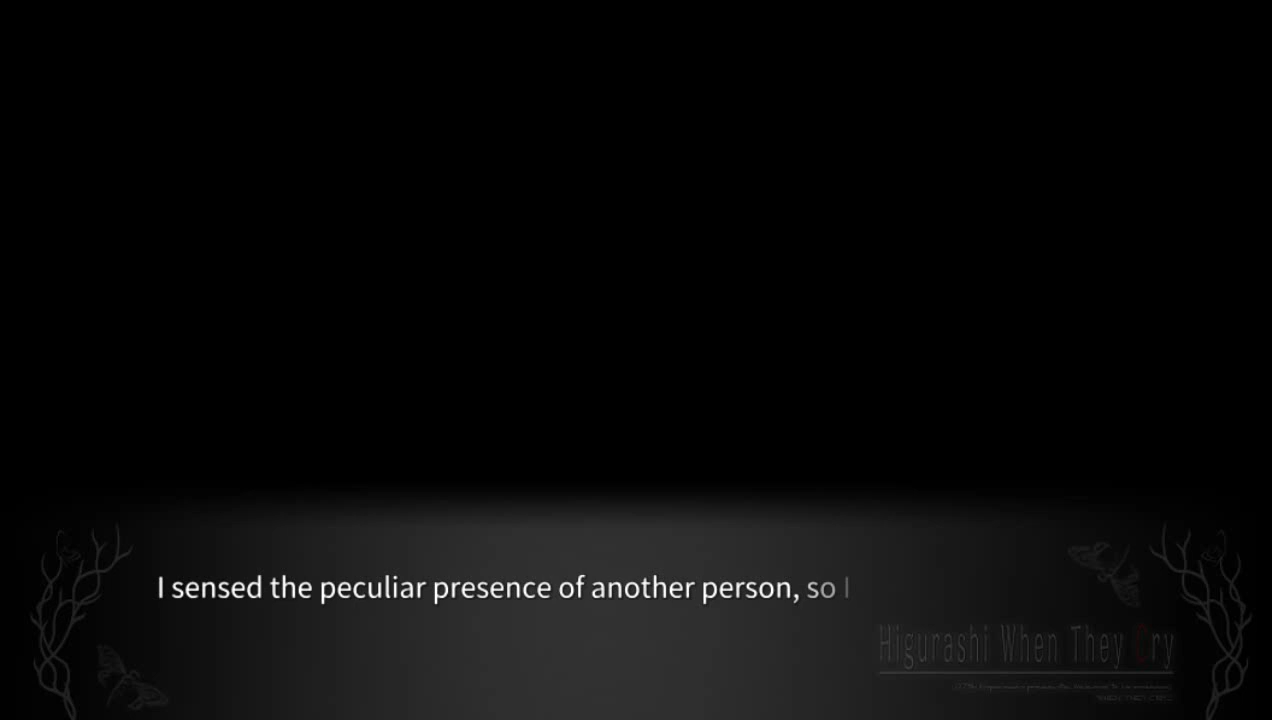 I sensed the peculiar presence of another person, so I
Higurashi When They Cry